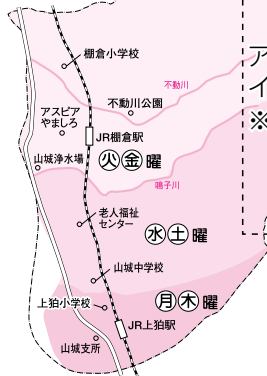 棚倉小学校
不動川
不動川公園
アスピア
やましろ
JR棚倉駅
山城浄水場
火金曜
鳴子川
老人福祉
センター
水土曜
山城中学校
月木曜
上狛小学校
JR上狛駅
山城支所
ア
イ
※